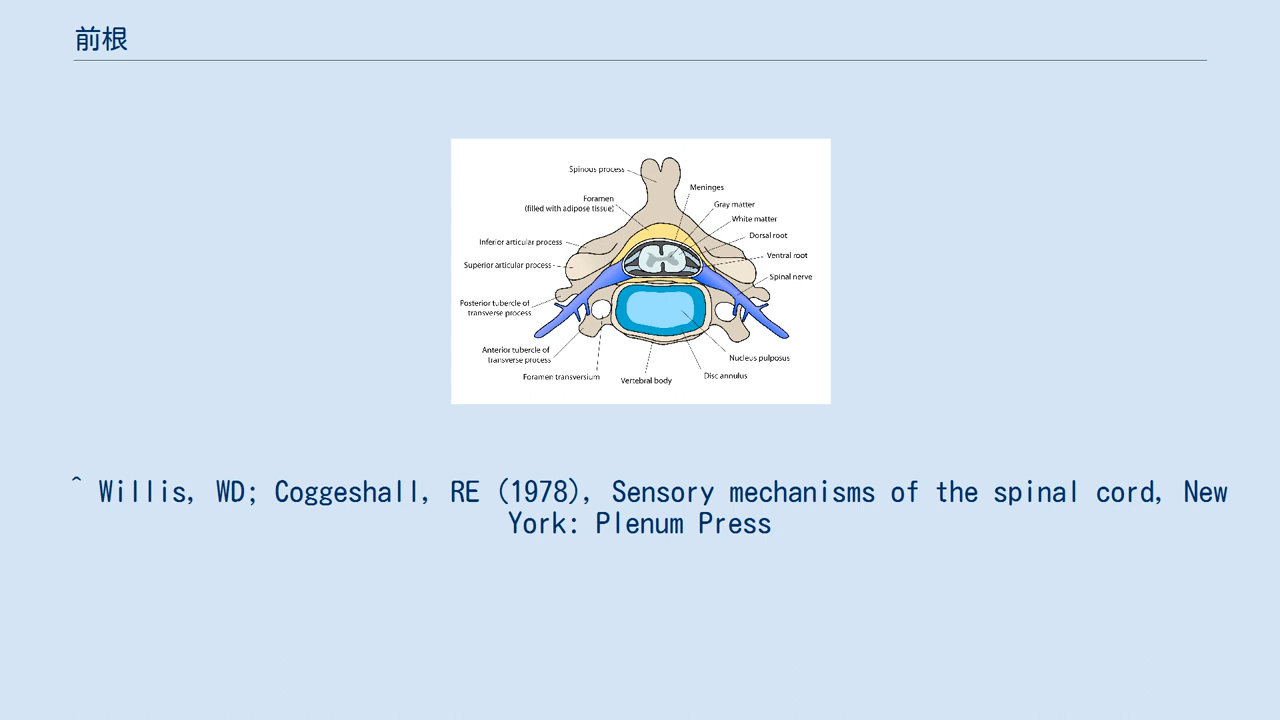 前根
Spinous process
Meninges
Foramen
(filled with adipose tissue)
Gray matter
White matter
Dorsal root
Inferior articular process
Ventral root
Superior articular process
Spinal nerve
Posterior tubercle of
transverse process
Anterior tubercle of
transverse process
Nucleus pulposus
Foramen transversium
Vertebral body
Disc annulus
^ Willis, WD; Coggeshall, RE (1978), Sensory mechanisms of the spinal cord, New
York: Plenum Press